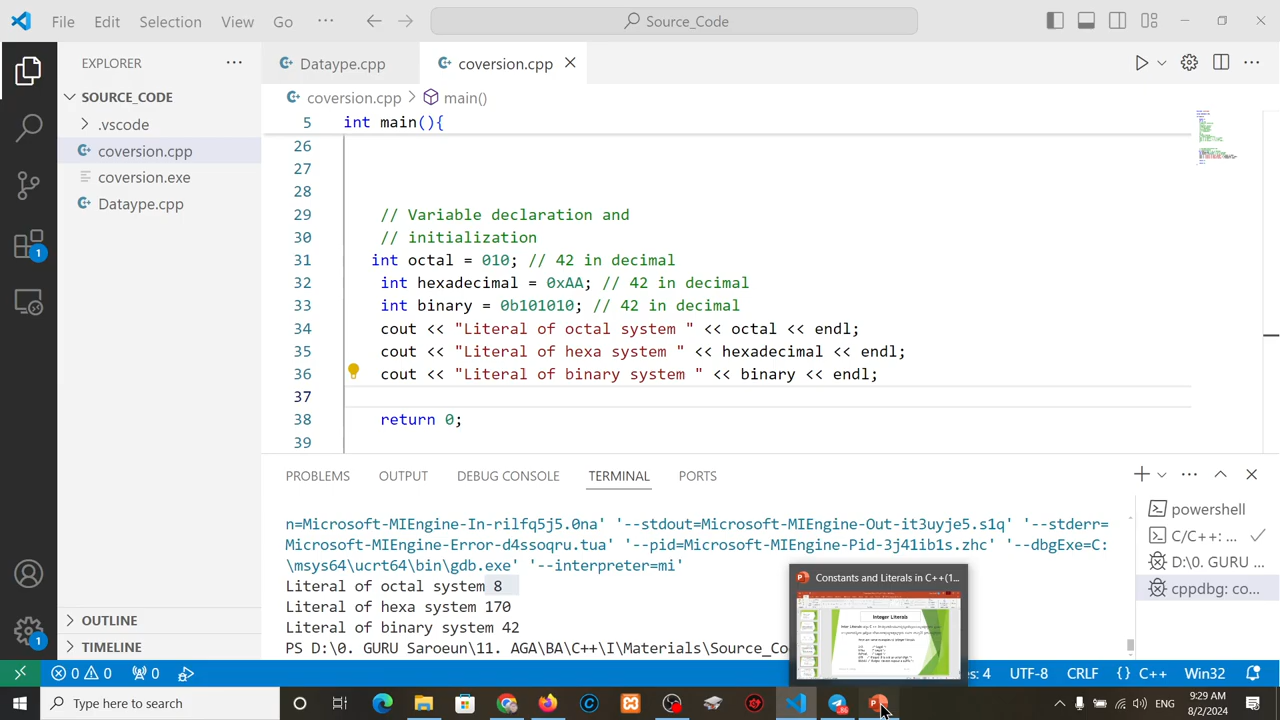 File Edit Selection View Go ··· Source_Code
EXPLORER
SOURCE_CODE
.vscode
coversion.cpp
coversion.exe
Dataype.cpp
OUTLINE
TIMELINE
1
1
Dataype.cpp coversion.cpp
coversion.cpp > main()
5 int main(){
26
27
28
29 // Variable declaration and
30 // initialization
31 int octal = 010; // 42 in decimal
32 int hexadecimal = 0xAA; // 42 in decimal
33 int binary = 0b101010; // 42 in decimal
34 cout << "Literal of octal system " << octal << endl;
35 cout << "Literal of hexa system " << hexadecimal << endl;
36 cout << "Literal of binary system " << binary << endl;
37
38 return 0;
39
PROBLEMS OUTPUT DEBUG CONSOLE TERMINAL PORTS
n=Microsoft-MIEngine-In-rilfq5j5.0na' '--stdout=Microsoft-MIEngine-Out-it3uyje5.s1q' '--stderr=
Microsoft-MIEngine-Error-d4ssoqru.tua' '--pid=Microsoft-MIEngine-Pid-3j41ib1s.zhc' '--dbgExe=C:
\msys64\ucrt64\bin\gdb.exe' '--interpreter=mi'
Literal of octal system 8
Literal of hexa system 170
Literal of binary system 42
PS D:\0. GURU Saroeun\11. AGA\BA\C++\I\Materials\Source_Co
powershell
C/C++: ...
D:\0. GURU ...
cppdbg: co...
Constants and Literals in C++(1...
Integer Literals
0 0 0 es: 4 UTF-8 CRLF {} C++ Win32
Type here to search
86
ENG
9:29 AM
8/2/2024